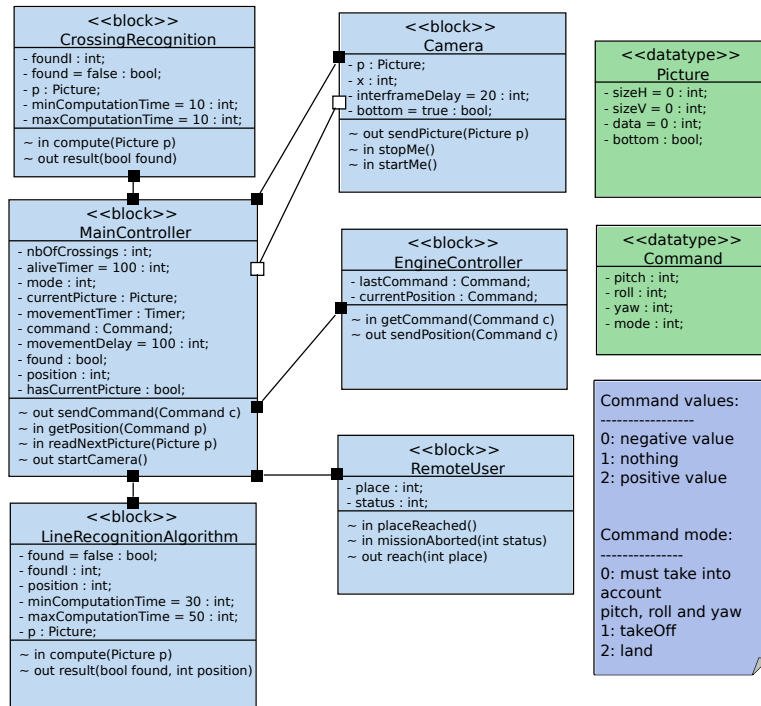 <<block>>
CrossingRecognition
- foundI : int;
- found = false : bool;
- p : Picture;
- minComputationTime = 10 : int;
- maxComputationTime = 10 : int;
~ in compute(Picture p)
~ out result(bool found)
<<block>>
Camera
- p : Picture;
- x : int;
- interframeDelay = 20 : int;
- bottom = true : bool;
~ out sendPicture(Picture p)
~ in stopMe()
~ in startMe()
<<datatype>>
Picture
- sizeH = 0 : int;
- sizeV = 0 : int;
- data = 0 : int;
- bottom : bool;
<<block>>
MainController
- nbOfCrossings : int;
- aliveTimer = 100 : int;
- mode : int;
- currentPicture : Picture;
- movementTimer : Timer;
- command : Command;
- movementDelay = 100 : int;
- found : bool;
- position : int;
- hasCurrentPicture : bool;
~ out sendCommand(Command c)
~ in getPosition(Command p)
~ in readNextPicture(Picture p)
~ out startCamera()
<<block>>
EngineController
- lastCommand : Command;
- currentPosition : Command;
~ in getCommand(Command c)
~ out sendPosition(Command c)
<<datatype>>
Command
- pitch : int;
- roll : int;
- yaw : int;
- mode : int;
<<block>>
RemoteUser
- place : int;
- status : int;
~ in placeReached()
~ in missionAborted(int status)
~ out reach(int place)
Command values:
-----------------
0: negative value
1: nothing
2: positive value
Command mode:
---------------
0: must take into
account
pitch, roll and yaw
1: takeOff
2: land
<<block>>
LineRecognitionAlgorithm
- found = false : bool;
- foundI : int;
- position : int;
- minComputationTime = 30 : int;
- maxComputationTime = 50 : int;
- p : Picture;
~ in compute(Picture p)
~ out result(bool found, int position)